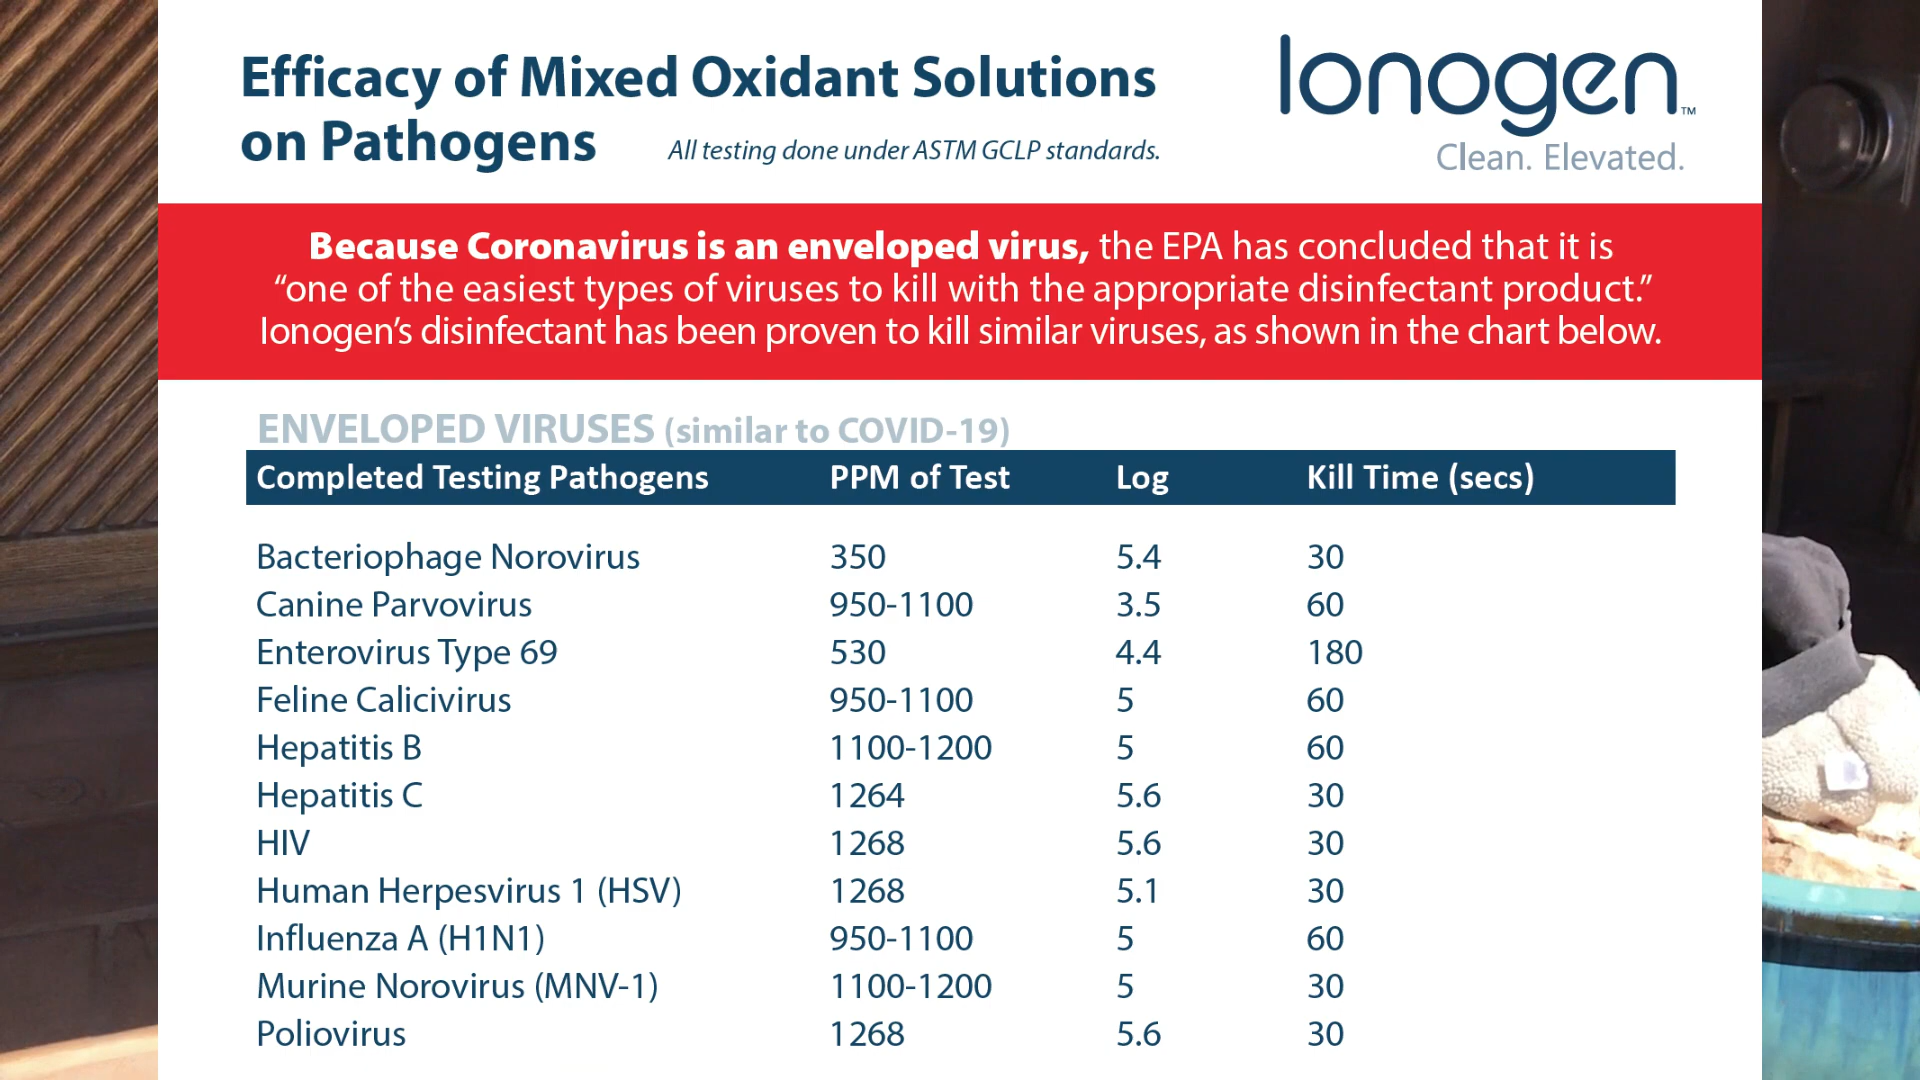 Efficacy of Mixed Oxidant Solutions
on Pathogens
All testing done under ASTM GCLP standards.
Ionogen™
Clean. Elevated.
Because Coronavirus is an enveloped virus, the EPA has concluded that it is
“one of the easiest types of viruses to kill with the appropriate disinfectant product.”
Ionogen’s disinfectant has been proven to kill similar viruses, as shown in the chart below.
ENVELOPED VIRUSES (similar to COVID-19)
Completed Testing Pathogens PPM of Test Log Kill Time (secs)
Bacteriophage Norovirus 350 5.4 30
Canine Parvovirus 950-1100 3.5 60
Enterovirus Type 69 530 4.4 180
Feline Calicivirus 950-1100 5 60
Hepatitis B 1100-1200 5 60
Hepatitis C 1264 5.6 30
HIV 1268 5.6 30
Human Herpesvirus 1 (HSV) 1268 5.1 30
Influenza A (H1N1) 950-1100 5 60
Murine Norovirus (MNV-1) 1100-1200 5 30
Poliovirus 1268 5.6 30